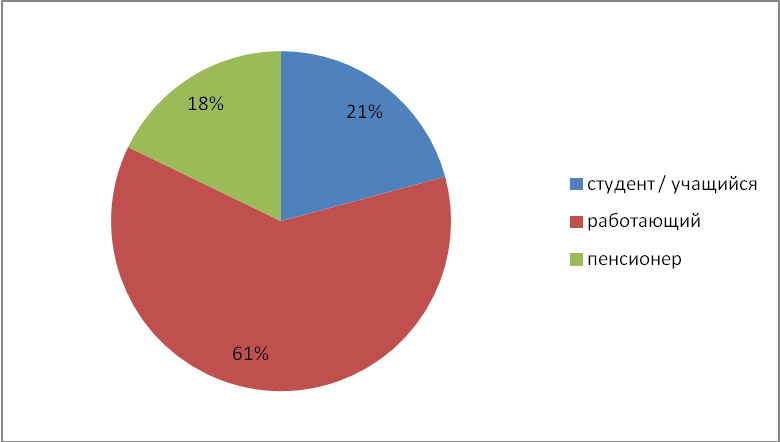 18%
21%
студент / учащийся
работающий
пенсионер
61%